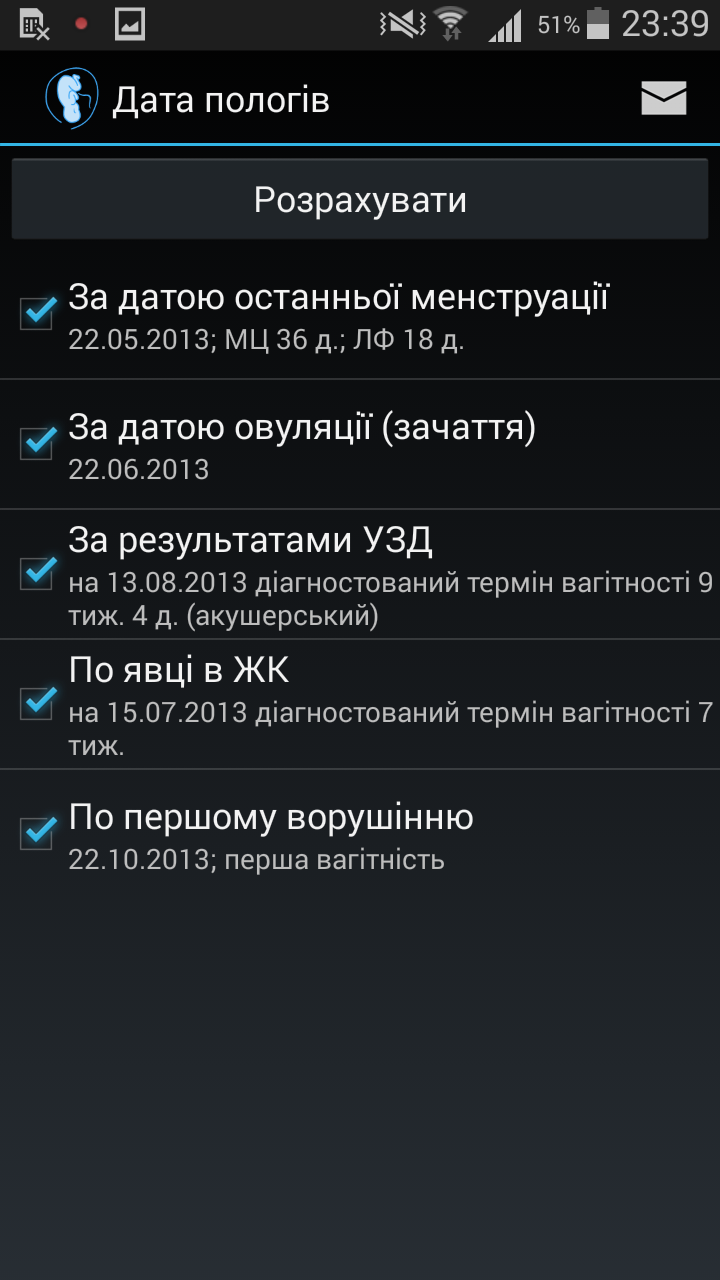 51% 23:39
Дата пологів
Розрахувати
За датою останньої менструації
22.05.2013; МЦ 36 д.; ЛФ 18 д.
За датою овуляції (зачаття)
22.06.2013
За результатами УЗД
на 13.08.2013 діагностований термін вагітності 9
тиж. 4 д. (акушерський)
По явці в ЖК
на 15.07.2013 діагностований термін вагітності 7
тиж.
По першому ворушінню
22.10.2013; перша вагітність